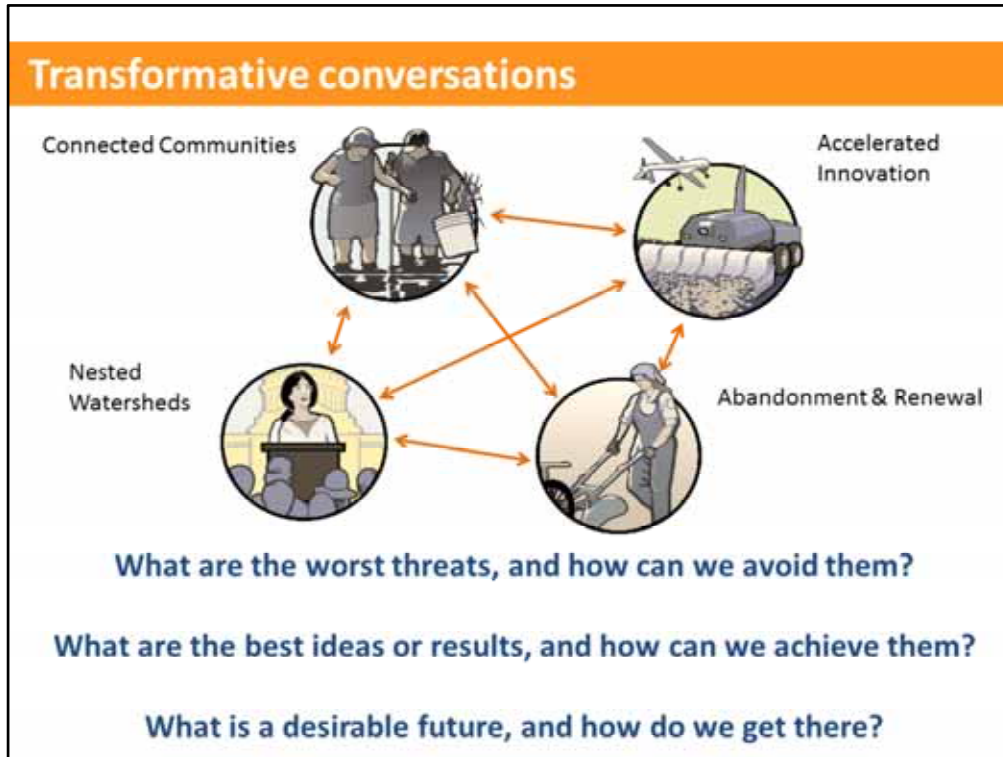 Transformative conversations
Connected Communities
Accelerated
Innovation
Nested
Watersheds
Abandonment & Renewal
What are the worst threats, and how can we avoid them?
What are the best ideas or results, and how can we achieve them?
What is a desirable future, and how do we get there?